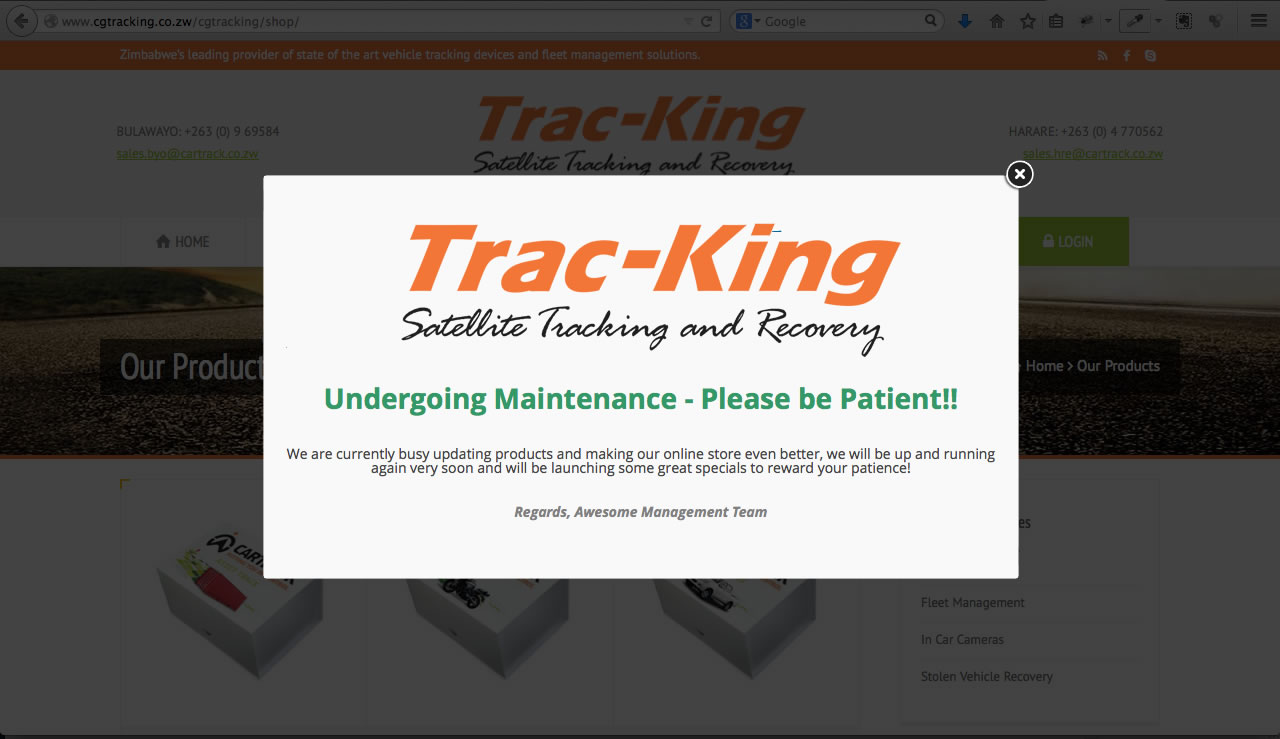 www.cgtracking.co.zw/cgtracking/shop/
Google
Zimbabwe's leading provider of state of the art vehicle tracking devices and fleet management solutions.
BULAWAYO: +263 (0) 9 69584
sales.byo@cartrack.co.zw
Trac-King
Satellite Tracking and Recovery
HARARE: +263 (0) 4 770562
sales.hre@cartrack.co.zw
HOME
LOGIN
Trac-King
Satellite Tracking and Recovery
Our Product
Home > Our Products
Undergoing Maintenance - Please be Patient!!
We are currently busy updating products and making our online store even better, we will be up and running
again very soon and will be launching some great specials to reward your patience!
Regards, Awesome Management Team
Fleet Management
In Car Cameras
Stolen Vehicle Recovery